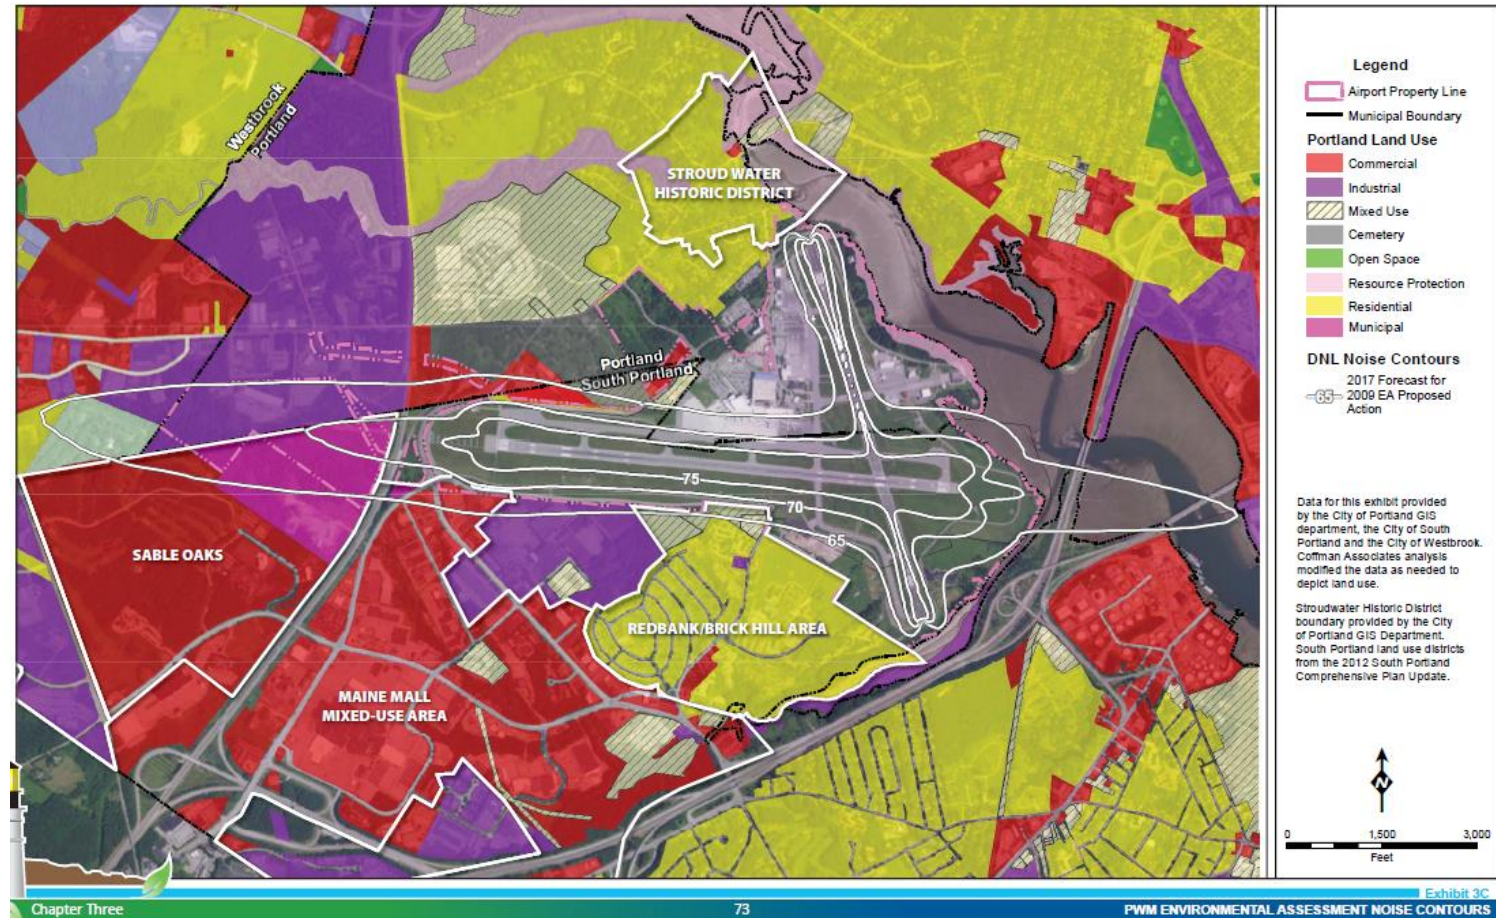 Westbrook
Portland
STROUD WATER
HISTORIC DISTRICT
Portland
South Portland
75
70
65
SABLE OAKS
REDBANK/BRICK HILL AREA
MAINE MALL
MIXED-USE AREA
Legend
Airport Property Line
Municipal Boundary
Portland Land Use
Commercial
Industrial
Mixed Use
Cemetery
Open Space
Resource Protection
Residential
Municipal
DNL Noise Contours
65
2017 Forecast for
2009 EA Proposed
Action
Data for this exhibit provided
by the City of Portland GIS
department, the City of South
Portland and the City of Westbrook.
Coffman Associates analysis
modified the data as needed to
depict land use.
Stroudwater Historic District
boundary provided by the City
of Portland GIS Department.
South Portland land use districts
from the 2012 South Portland
Comprehensive Plan Update.
N
0 1,500 3,000
Feet
Exhibit 3C
Chapter Three 73 PWM ENVIRONMENTAL ASSESSMENT NOISE CONTOURS